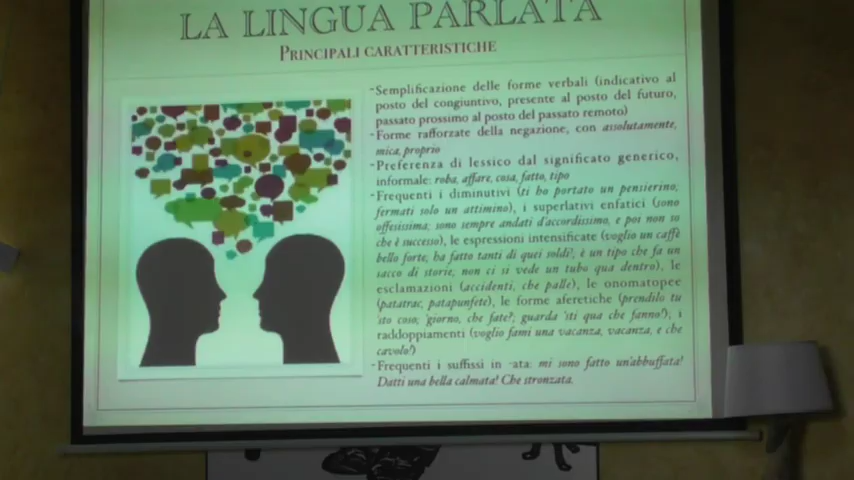 LA LINGUA PARLATA
PRINCIPALI CARATTERISTICHE
-Semplificazione delle forme verbali (indicativo al
posto del congiuntivo, presente al posto del futuro,
passato prossimo al posto del passato remoto)
-Forme rafforzate della negazione, con assolutamente,
mica, proprio
-Preferenza di lessico dal significato generico,
informale: roba, affare, cosa, fatto, tipo
-Frequenti i diminutivi (ti ho portato un pensierino,
fermati solo un attimino), i superlativi enfatici (sono
offesissima; sono sempre andati d'accordissimo, e poi non so
che è successo), le espressioni intensificate (voglio un caffè
bello forte, ha fatto tanti di quei soldi!, è un tipo che fa un
sacco di storie, non ci si vede un tubo qua dentro), le
esclamazioni (accidenti, che palle), le onomatopee
(patatrac, patapunfete), le forme aferetiche (prendilo tu
'sto coso; 'giorno, che fate?; guarda 'sti qua che fanno!); i
raddoppiamenti (voglio farmi una vacanza, vacanza, e che
cavolo!)
-Frequenti i suffissi in -ata: mi sono fatto un'abbuffata!
Datti una bella calmata! Che stronzata.